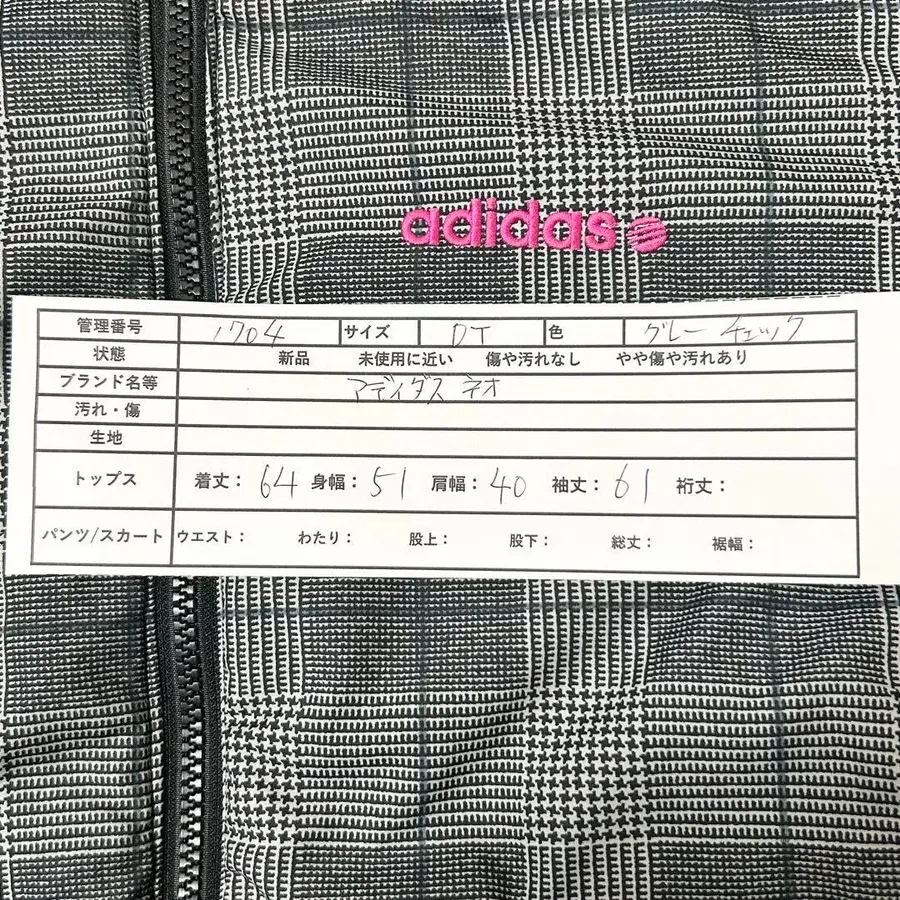 adidas
管理番号 1704 サイズ OT 色 グレーチェック
状態 新品 未使用に近い 傷や汚れなし やや傷や汚れあり
ブランド名等 アディダス ネオ
汚れ・傷
生地
トップス 着丈: 64 身幅: 51 肩幅: 40 袖丈: 61 裄丈:
パンツ/スカート ウエスト: わたり: 股上: 股下: 総丈: 裾幅: